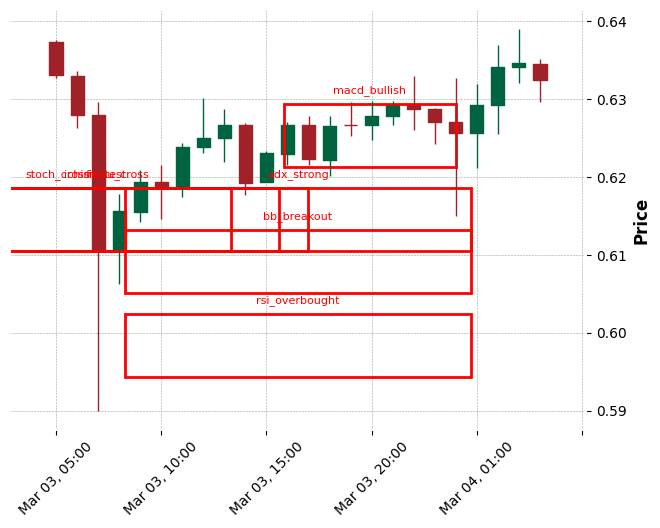 0.64
macd_bullish
0.63
adx_strong
0.62
bb_breakout
0.61
rsi_overbought
0.60
0.59
Price
Mar 03, 05:00
Mar 03, 10:00
Mar 03, 15:00
Mar 03, 20:00
Mar 04, 01:00